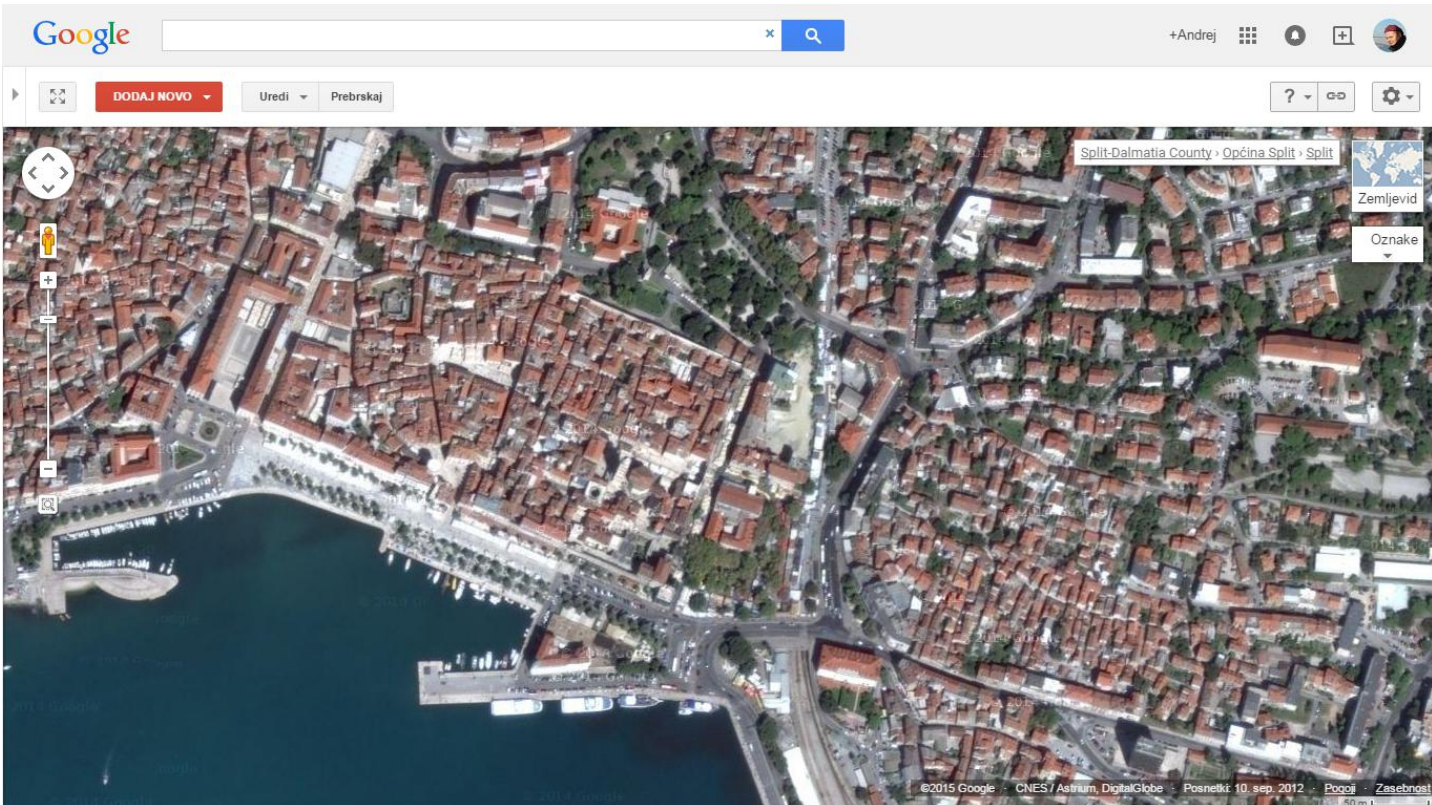 Google
× 
+Andrej
DODAJ NOVO
Uredi
Prebrskaj
?
Split-Dalmatia County › Općina Split › Split
Zemljevid
Oznake
©2015 Google - CNES / Astrium, DigitalGlobe - Posnetki: 10. sep. 2012 - Pogoji - Zasebnost
50 m